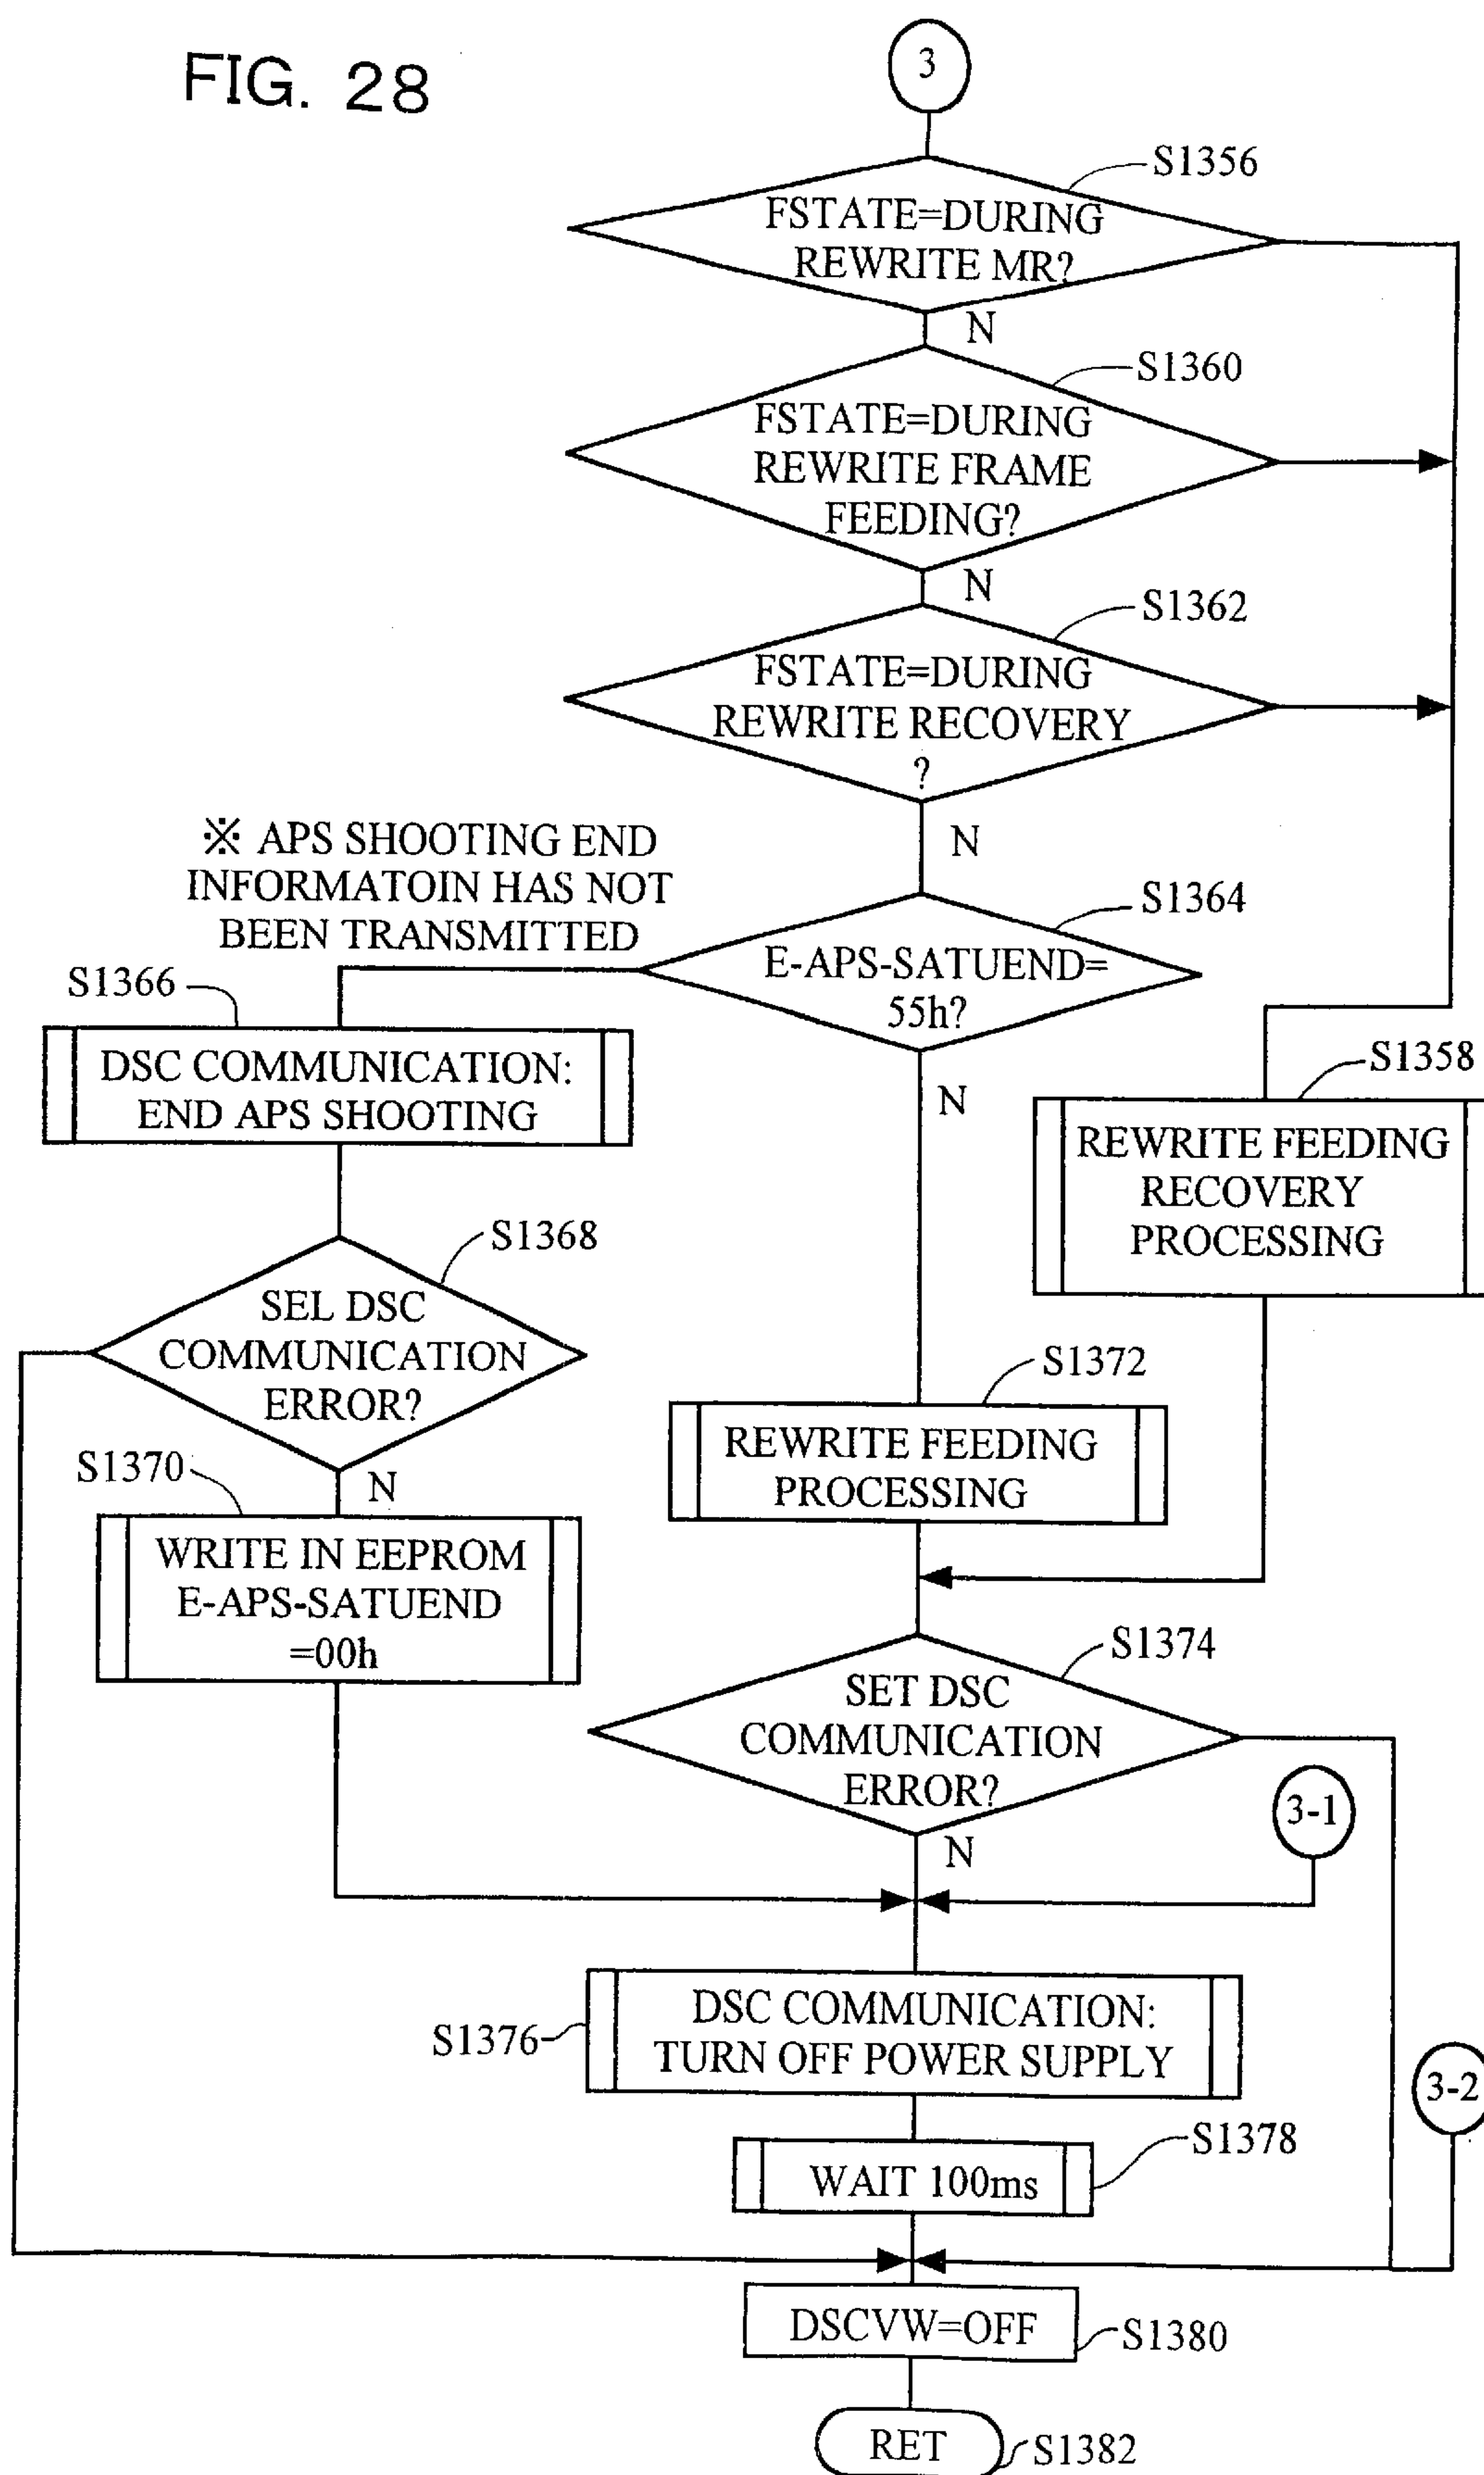 FIG. 28
3
S1356
FSTATE=DURING
REWRITE MR?
N
S1360
FSTATE=DURING
REWRITE FRAME
FEEDING?
N
S1362
FSTATE=DURING
REWRITE RECOVERY
?
N
※ APS SHOOTING END
INFORMATOIN HAS NOT
BEEN TRANSMITTED
S1364
E-APS-SATUEND=
55h?
N
S1366
DSC COMMUNICATION:
END APS SHOOTING
S1358
REWRITE FEEDING
RECOVERY
PROCESSING
S1368
SEL DSC
COMMUNICATION
ERROR?
N
S1372
REWRITE FEEDING
PROCESSING
S1370
WRITE IN EEPROM
E-APS-SATUEND
=00h
S1374
SET DSC
COMMUNICATION
ERROR?
N
3-1
S1376
DSC COMMUNICATION:
TURN OFF POWER SUPPLY
3-2
S1378
WAIT 100ms
DSCVW=OFF
S1380
RET
S1382